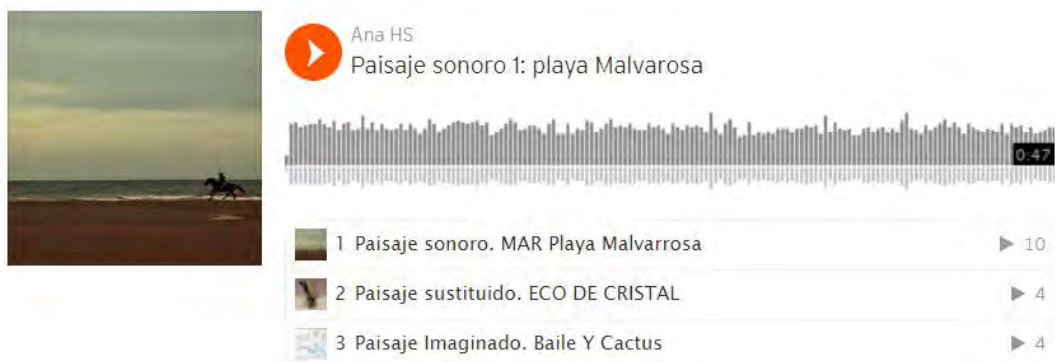 Ana HS
Paisaje sonoro 1: playa Malvarosa
0:47
1 Paisaje sonoro. MAR Playa Malvarrosa 10
2 Paisaje sustituido. ECO DE CRISTAL 4
3 Paisaje Imaginado. Baile Y Cactus 4